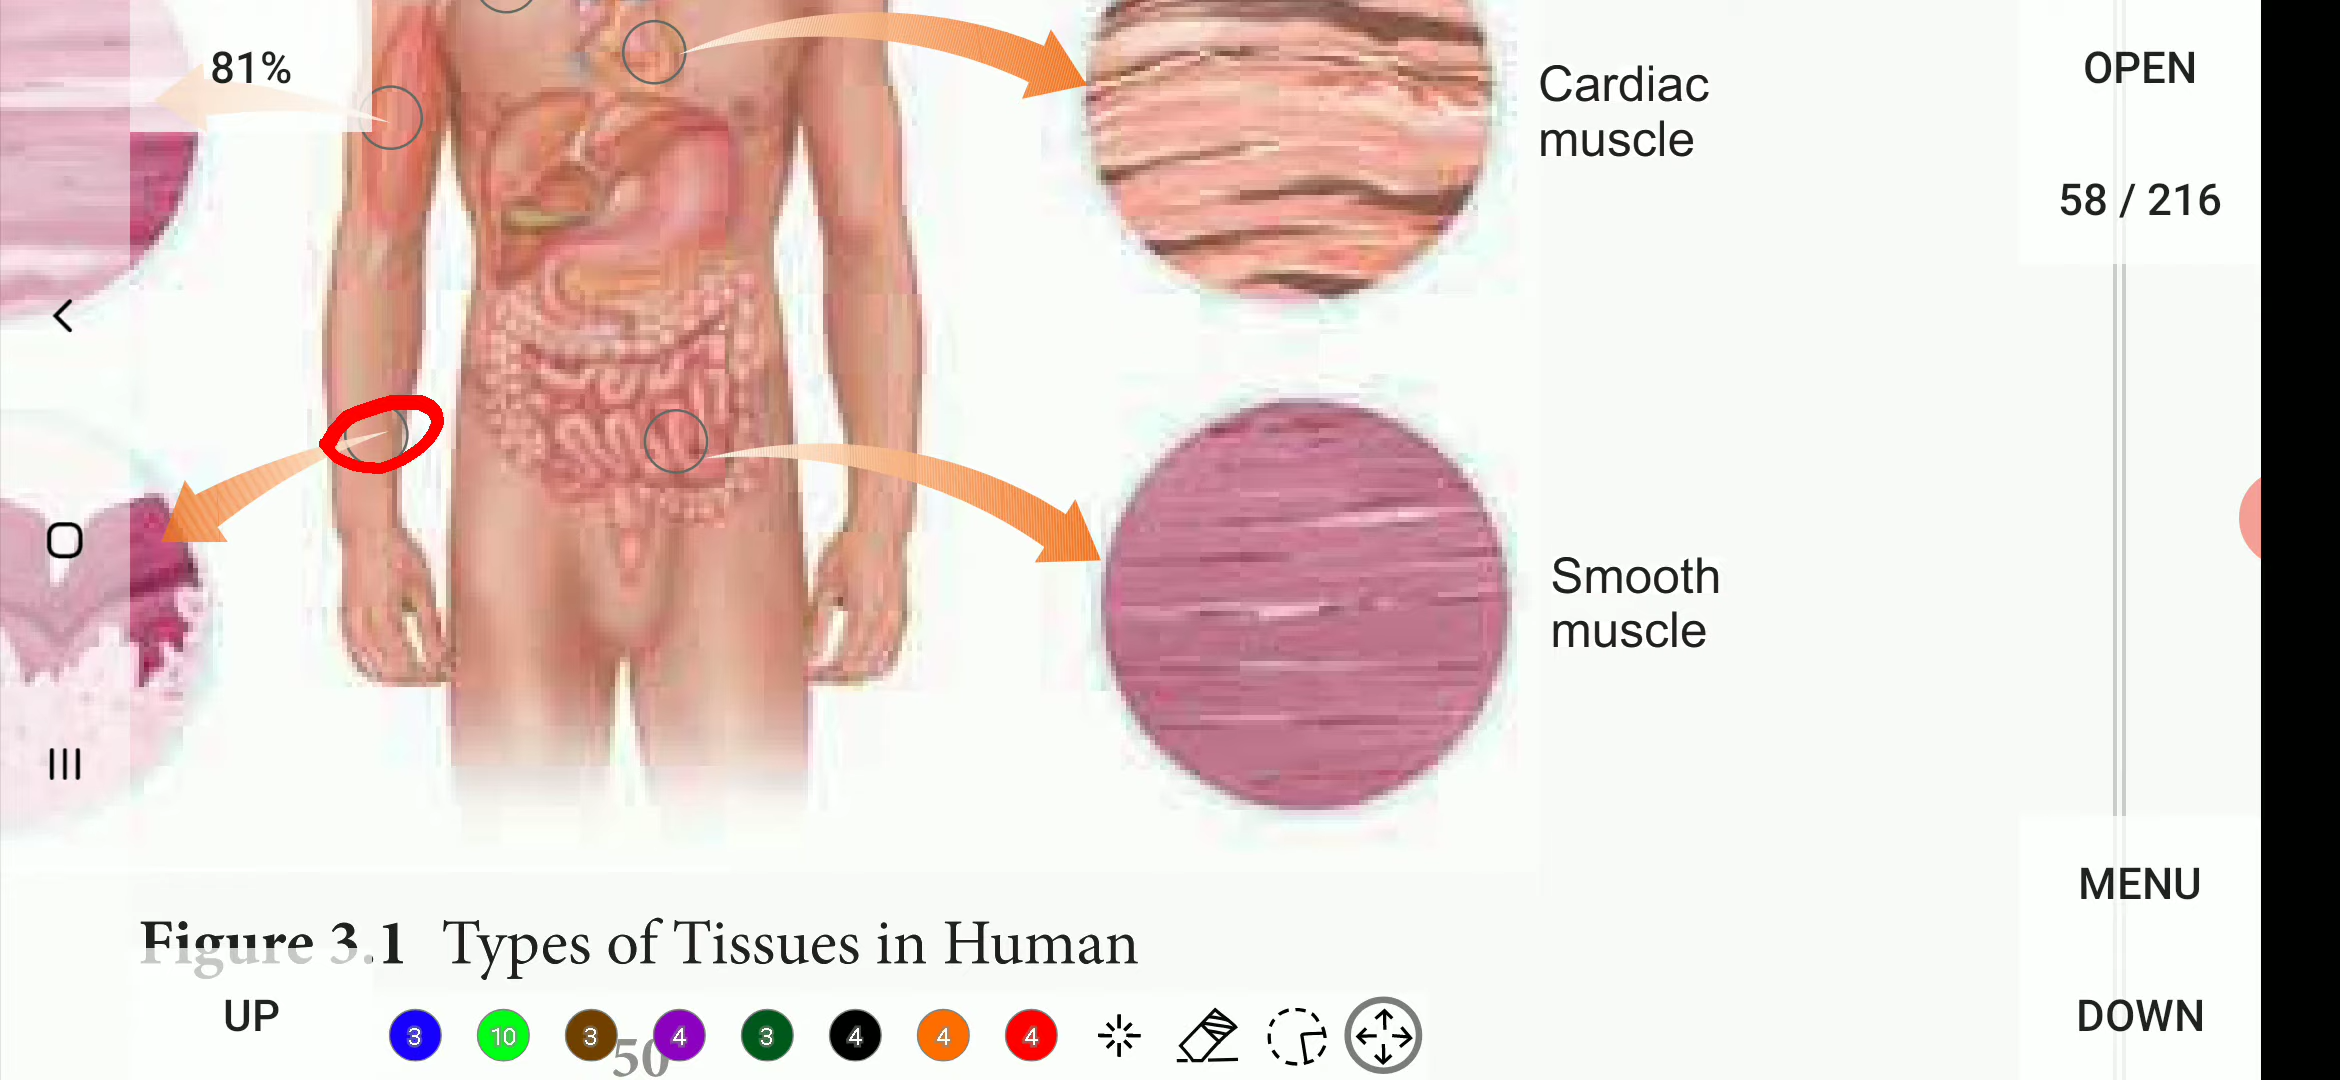 81%
OPEN
Cardiac
muscle
58 / 216
Smooth
muscle
MENU
Figure 3.1 Types of Tissues in Human
UP
DOWN
3
10
3
4
3
4
4
4
50